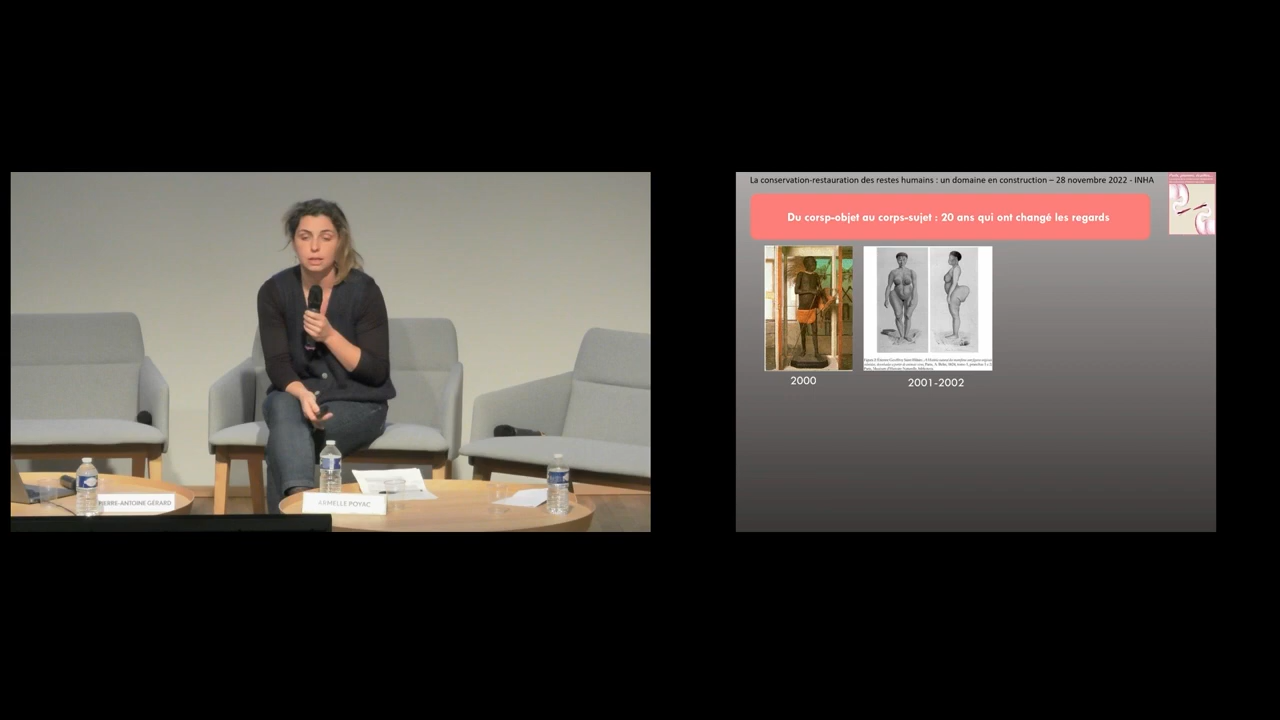 PIERRE-ANTOINE GÉRARD
ARMELLE POYAC
La conservation-restauration des restes humains : un domaine en construction – 28 novembre 2022 - INHA
Du corsp-objet au corps-sujet : 20 ans qui ont changé les regards
2000
2001-2002